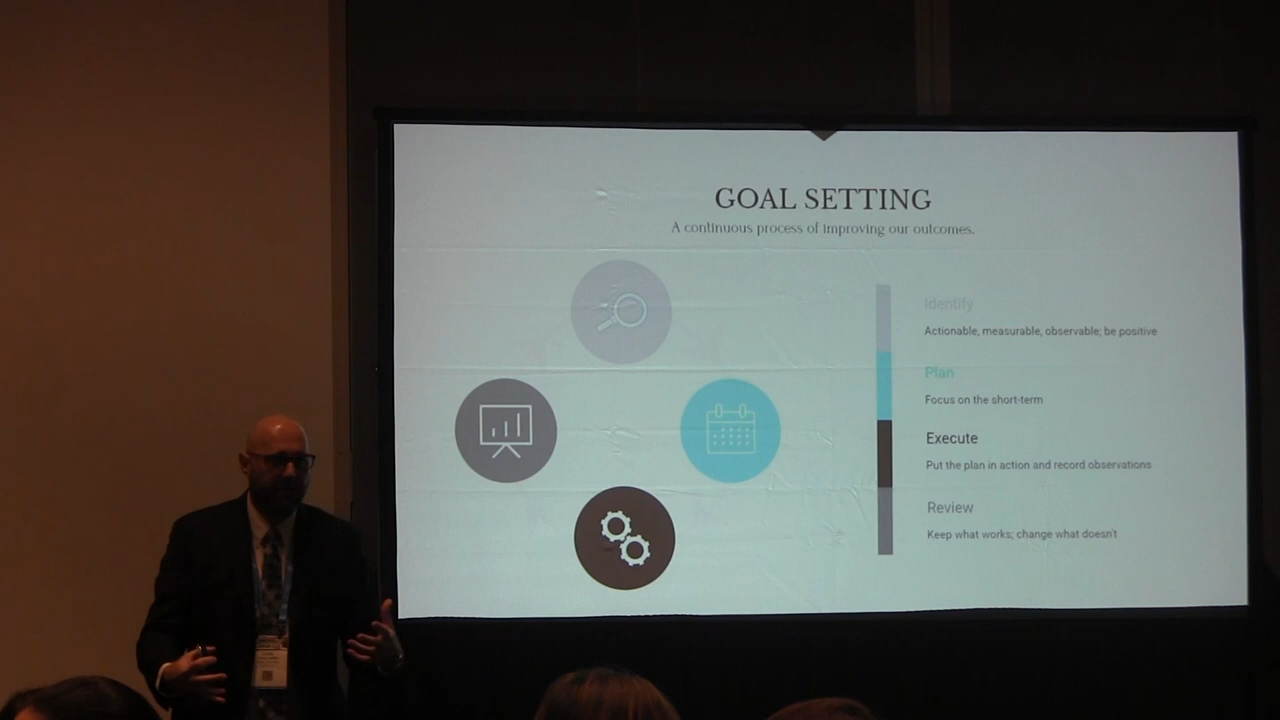 GOAL SETTING
A continuous process of improving our outcomes.
Identify
Actionable, measurable, observable; be positive
Plan
Focus on the short-term
Execute
Put the plan in action and record observations
Review
Keep what works; change what doesn't